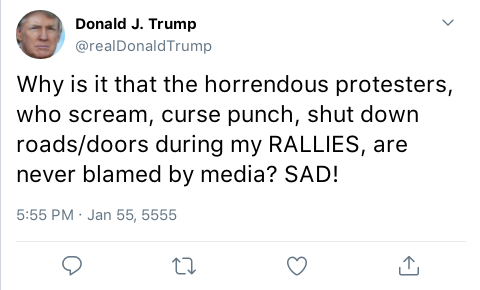 Donald J. Trump
@realDonaldTrump
Why is it that the horrendous protesters,
who scream, curse punch, shut down
roads/doors during my RALLIES, are
never blamed by media? SAD!
5:55 PM · Jan 55, 5555